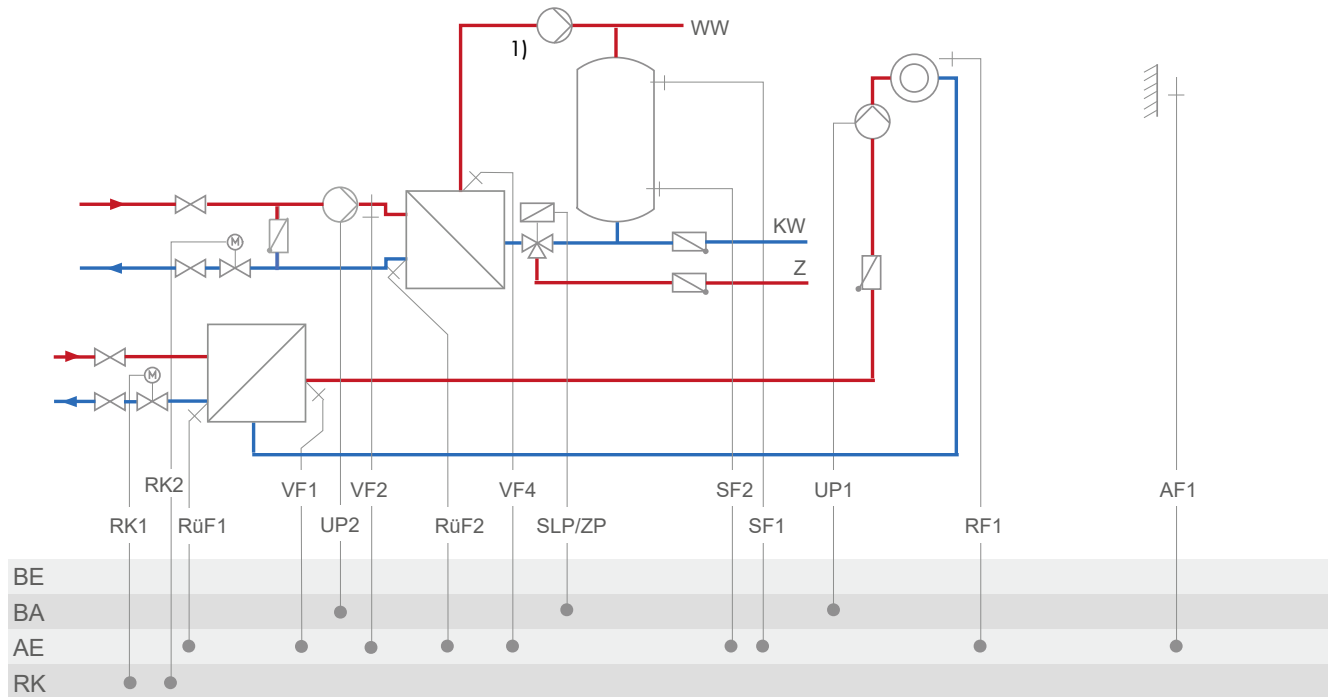 WW
1)
KW
Z
M
M
RK2 VF1 VF2 VF4 SF2 UP1 AF1
RK1 RüF1 UP2 RüF2 SLP/ZP SF1 RF1
BE
BA
AE
RK